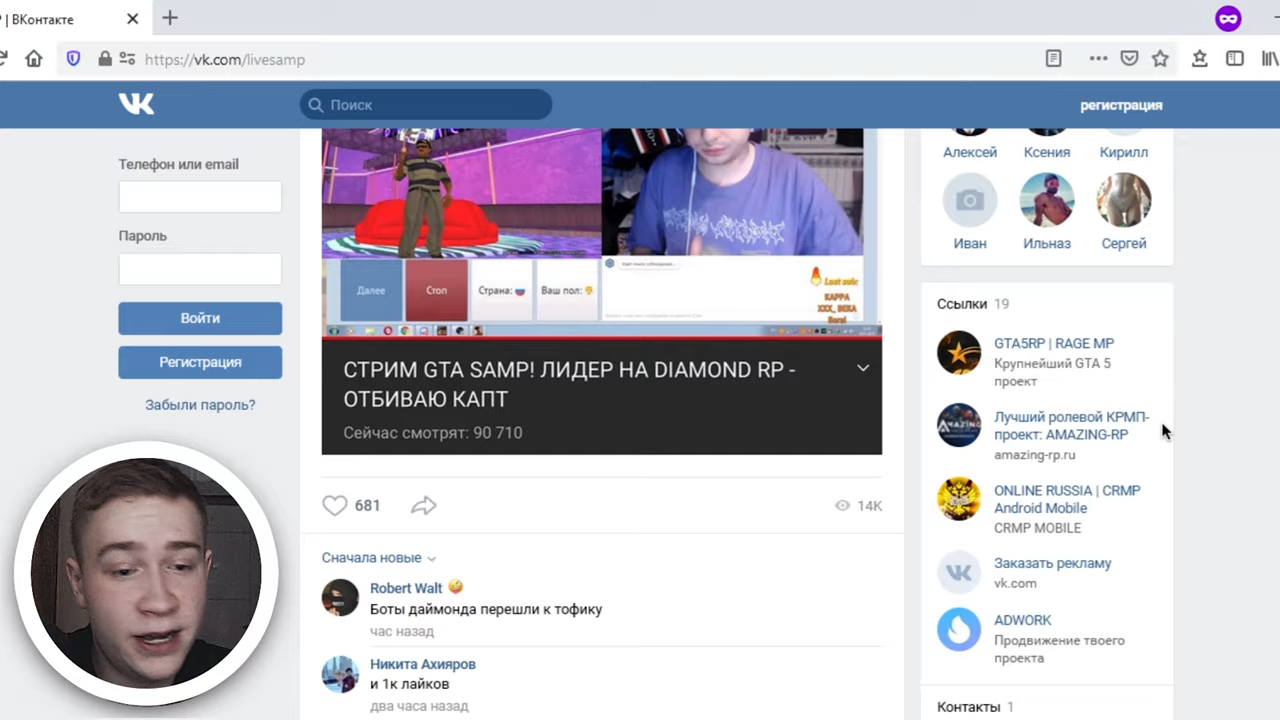 | ВКонтакте
https://vk.com/livesamp
Поиск
регистрация
Телефон или email
Пароль
Войти
Регистрация
Забыли пароль?
Далее
Стоп
Страна:
Ваш пол:
Last sub:
KAPPA
XXX_BEKA
СТРИМ GTA SAMP! ЛИДЕР НА DIAMOND RP -
ОТБИВАЮ КАПТ
Сейчас смотрят: 90 710
681
14K
Сначала новые
Robert Walt
Боты даймонда перешли к тофику
час назад
Никита Ахияров
и 1к лайков
два часа назад
Алексей
Ксения
Кирилл
Иван
Ильназ
Сергей
Ссылки 19
GTA5RP | RAGE MP
Крупнейший GTA 5
проект
AMAZING
Лучший ролевой КРМП-
проект: AMAZING-RP
amazing-rp.ru
ONLINE RUSSIA | CRMP
Android Mobile
CRMP MOBILE
Заказать рекламу
vk.com
ADWORK
Продвижение твоего
проекта
Контакты 1